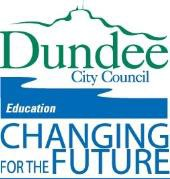 Dundee
City Council
Education
CHANGING
FOR THE FUTURE